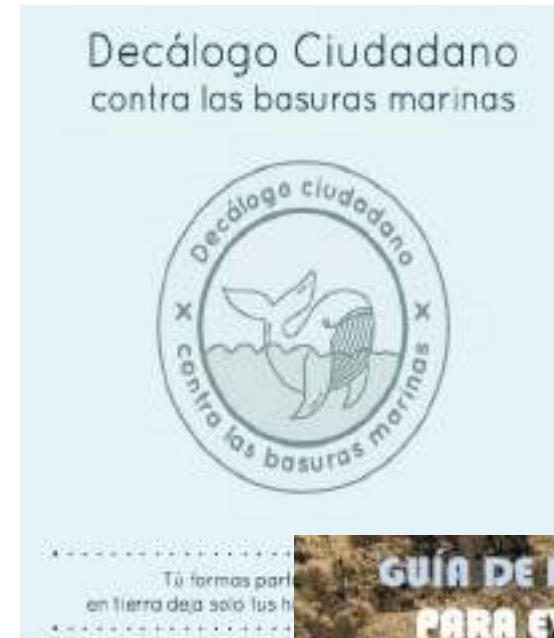 Decálogo Ciudadano
contra las basuras marinas
Decálogo ciudadano
x contra las basuras marinas x
Tú formas
en tierra deja solo tus
GUÍA DE
PARA